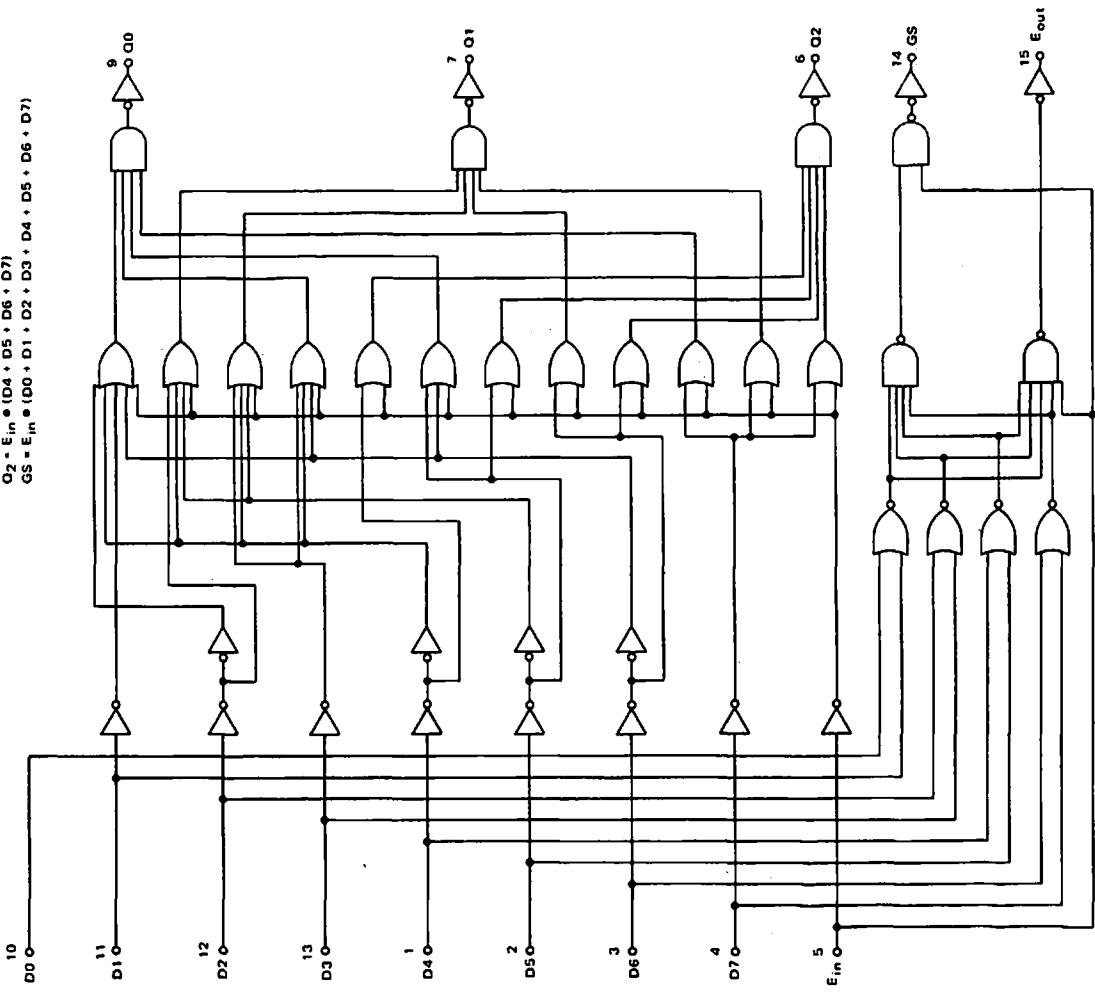 Q2 = Ein • (D4 + D5 + D6 + D7)
GS = Ein • (D0 + D1 + D2 + D3 + D4 + D5 + D6 + D7)
9 Q0
7 Q1
6 Q2
14 GS
15 Eout
10 D0
11 D1
12 D2
13 D3
1 D4
2 D5
3 D6
4 D7
5 Ein